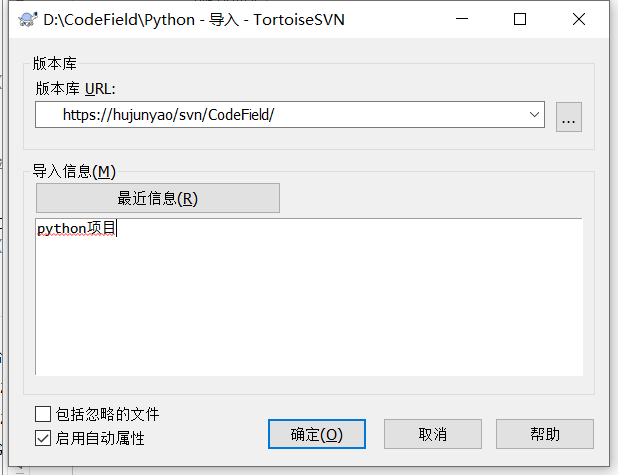 D:\CodeField\Python - 导入 - TortoiseSVN
版本库
版本库 URL:
https://hujunyao/svn/CodeField/
...
导入信息(M)
最近信息(R)
python项目
包括忽略的文件
启用自动属性
确定(O)
取消
帮助